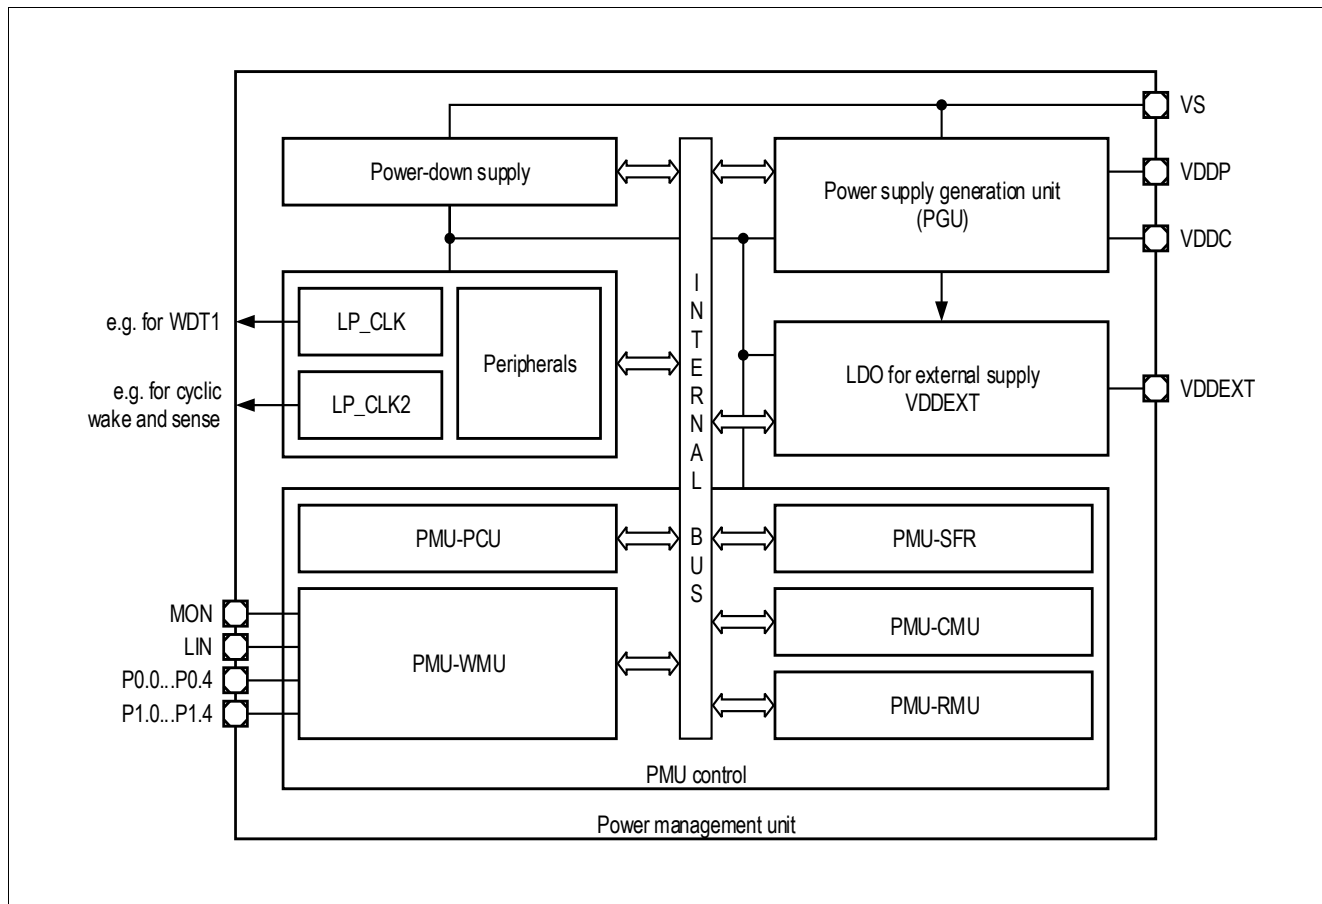 VS
Power-down supply
Power supply generation unit
(PGU)
VDDP
VDDC
INTERNAL BUS
e.g. for WDT1
LP_CLK
Peripherals
e.g. for cyclic
wake and sense
LP_CLK2
LDO for external supply
VDDEXT
VDDEXT
PMU-PCU
PMU-SFR
MON
LIN
P0.0...P0.4
P1.0...P1.4
PMU-WMU
PMU-CMU
PMU-RMU
PMU control
Power management unit